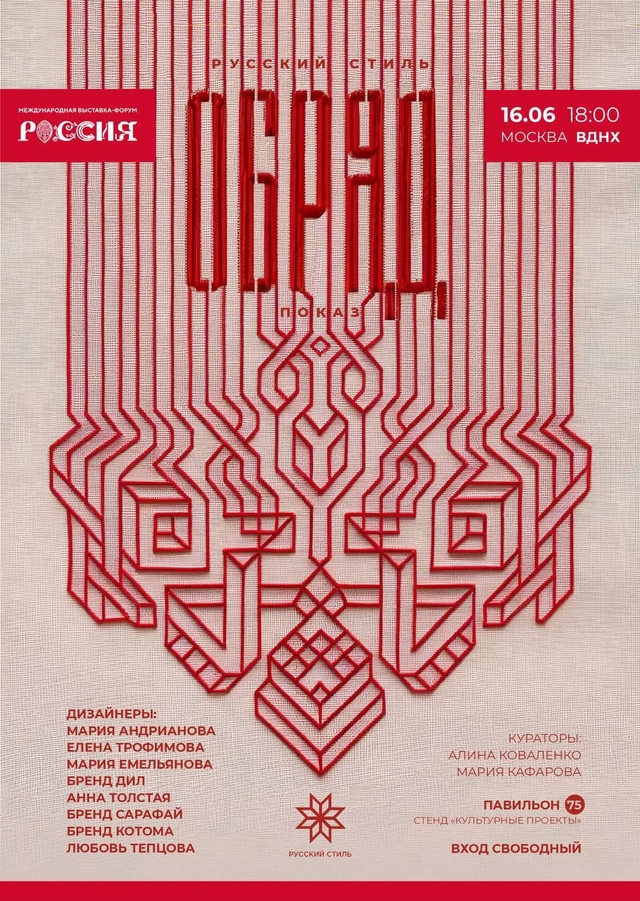 РУССКИЙ СТИЛЬ
МЕЖДУНАРОДНАЯ ВЫСТАВКА-ФОРУМ
РОССИЯ
16.06 18:00
МОСКВА ВДНХ
ОБРЯД
ПОКАЗ
ДИЗАЙНЕРЫ:
МАРИЯ АНДРИАНОВА
ЕЛЕНА ТРОФИМОВА
МАРИЯ ЕМЕЛЬЯНОВА
БРЕНД ДИЛ
АННА ТОЛСТАЯ
БРЕНД САРАФАЙ
БРЕНД КОТОМА
ЛЮБОВЬ ТЕПЦОВА
РУССКИЙ СТИЛЬ
КУРАТОРЫ:
АЛИНА КОВАЛЕНКО
МАРИЯ КАФАРОВА
ПАВИЛЬОН 75
СТЕНД «КУЛЬТУРНЫЕ ПРОЕКТЫ»
ВХОД СВОБОДНЫЙ